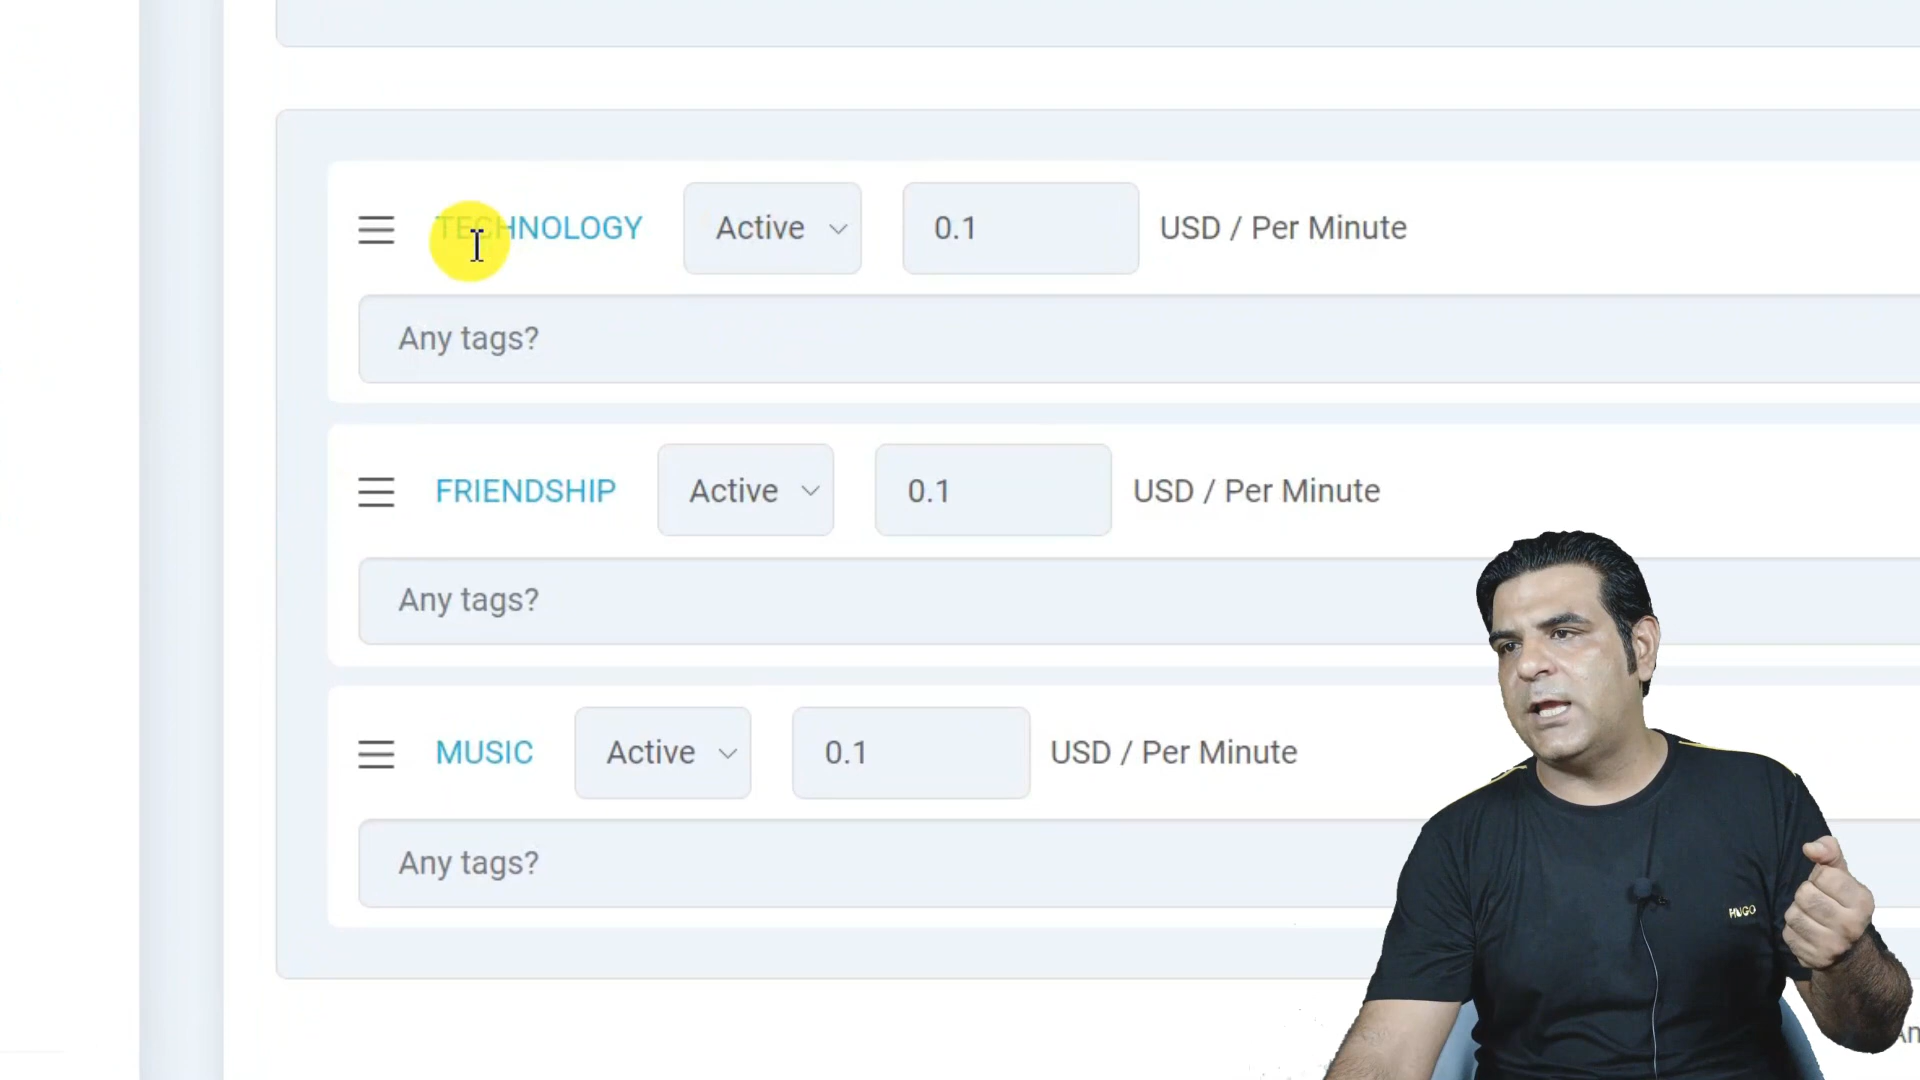 TECHNOLOGY Active 0.1 USD / Per Minute
Any tags?
FRIENDSHIP Active 0.1 USD / Per Minute
Any tags?
MUSIC Active 0.1 USD / Per Minute
Any tags?
HUGO